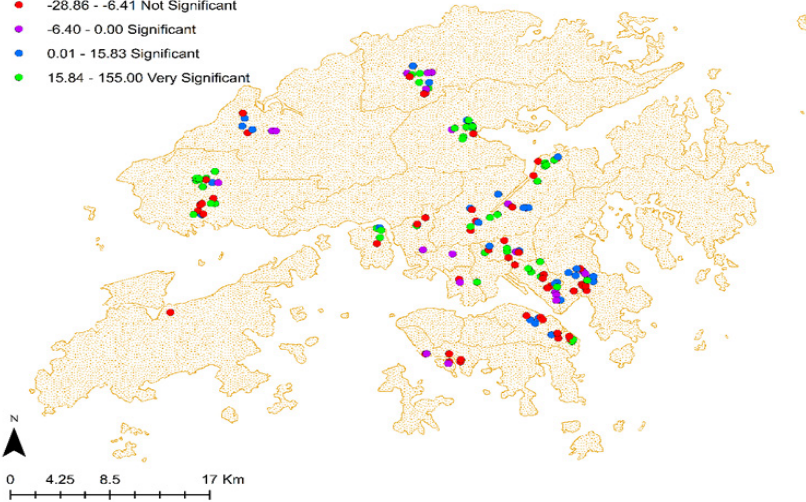 -28.86 - -6.41 Not Significant
-6.40 - 0.00 Significant
0.01 - 15.83 Significant
15.84 - 155.00 Very Significant
N
0 4.25 8.5 17 Km